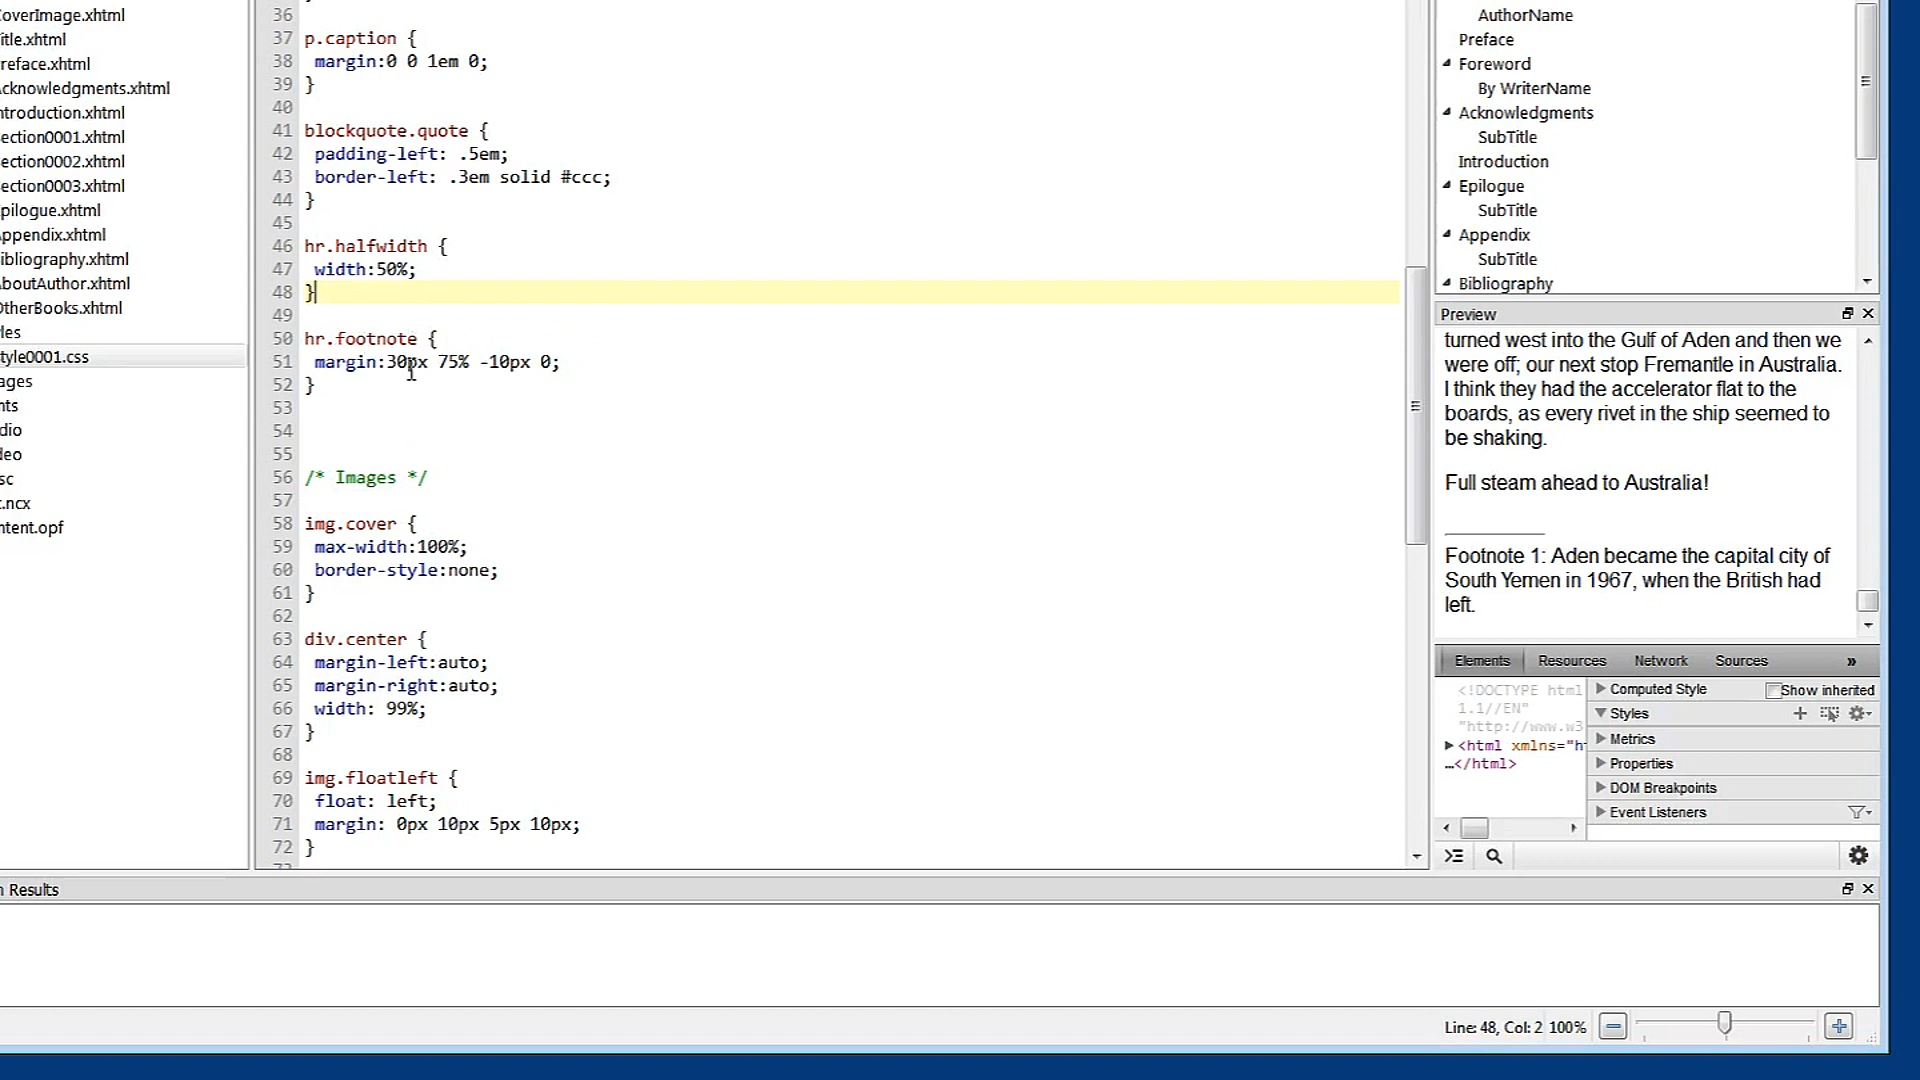 overImage.xhtml
itle.xhtml
reface.xhtml
cknowledgments.xhtml
ntroduction.xhtml
ection0001.xhtml
ection0002.xhtml
ection0003.xhtml
pilogue.xhtml
ppendix.xhtml
ibliography.xhtml
boutAuthor.xhtml
OtherBooks.xhtml
les
tyle0001.css
ages
nts
dio
deo
sc
.ncx
ntent.opf
36
37 p.caption {
38 margin:0 0 1em 0;
39 }
40
41 blockquote.quote {
42 padding-left: .5em;
43 border-left: .3em solid #ccc;
44 }
45
46 hr.halfwidth {
47 width:50%;
48 }
49
50 hr.footnote {
51 margin:30px 75% -10px 0;
52 }
53
54
55
56 /* Images */
57
58 img.cover {
59 max-width:100%;
60 border-style:none;
61 }
62
63 div.center {
64 margin-left:auto;
65 margin-right:auto;
66 width: 99%;
67 }
68
69 img.floatleft {
70 float: left;
71 margin: 0px 10px 5px 10px;
72 }
AuthorName
Preface
Foreword
By WriterName
Acknowledgments
SubTitle
Introduction
Epilogue
SubTitle
Appendix
SubTitle
Bibliography
Preview
turned west into the Gulf of Aden and then we
were off; our next stop Fremantle in Australia.
I think they had the accelerator flat to the
boards, as every rivet in the ship seemed to
be shaking.
Full steam ahead to Australia!
Footnote 1: Aden became the capital city of
South Yemen in 1967, when the British had
left.
Elements Resources Network Sources »
<!DOCTYPE html
1.1//EN"
"http://www.w3
<html xmlns="h
…</html>
Computed Style Show inherited
Styles
Metrics
Properties
DOM Breakpoints
Event Listeners
n Results
Line: 48, Col: 2 100%